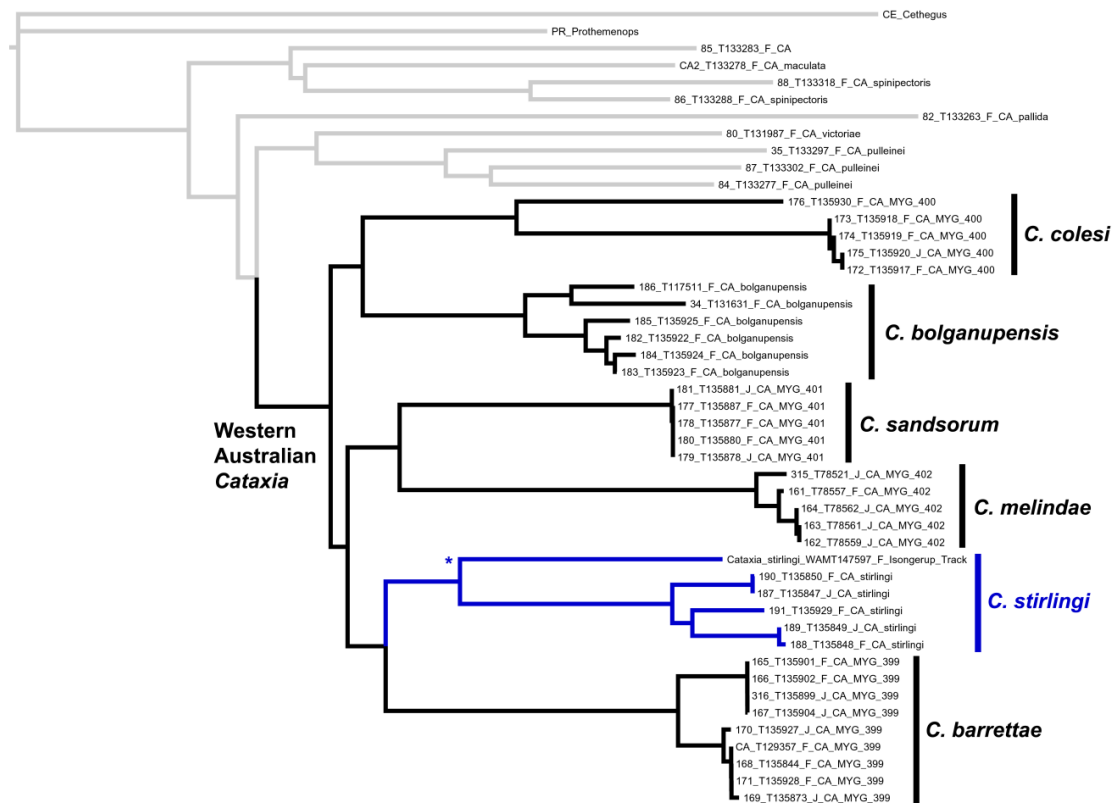 CE_Cethegus
PR_Prothemenops
85_T133283_F_CA
CA2_T133278_F_CA_maculata
88_T133318_F_CA_spinipectoris
86_T133288_F_CA_spinipectoris
82_T133263_F_CA_pallida
80_T131987_F_CA_victoriae
35_T133297_F_CA_pulleinei
87_T133302_F_CA_pulleinei
84_T133277_F_CA_pulleinei
176_T135930_F_CA_MYG_400
173_T135918_F_CA_MYG_400
174_T135919_F_CA_MYG_400
175_T135920_J_CA_MYG_400
172_T135917_F_CA_MYG_400
C. colesi
186_T117511_F_CA_bolganupensis
34_T131631_F_CA_bolganupensis
185_T135925_F_CA_bolganupensis
182_T135922_F_CA_bolganupensis
184_T135924_F_CA_bolganupensis
183_T135923_F_CA_bolganupensis
C. bolganupensis
181_T135881_J_CA_MYG_401
177_T135887_F_CA_MYG_401
178_T135877_F_CA_MYG_401
180_T135880_F_CA_MYG_401
179_T135878_J_CA_MYG_401
C. sandsorum
Western
Australian
Cataxia
315_T78521_J_CA_MYG_402
161_T78557_F_CA_MYG_402
164_T78562_J_CA_MYG_402
163_T78561_J_CA_MYG_402
162_T78559_J_CA_MYG_402
C. melindae
*
Cataxia_stirlingi_WAMT147597_F_Isongerup_Track
190_T135850_F_CA_stirlingi
187_T135847_J_CA_stirlingi
191_T135929_F_CA_stirlingi
189_T135849_J_CA_stirlingi
188_T135848_F_CA_stirlingi
C. stirlingi
165_T135901_F_CA_MYG_399
166_T135902_F_CA_MYG_399
316_T135899_J_CA_MYG_399
167_T135904_J_CA_MYG_399
170_T135927_J_CA_MYG_399
CA_T129357_F_CA_MYG_399
168_T135844_F_CA_MYG_399
171_T135928_F_CA_MYG_399
169_T135873_J_CA_MYG_399
C. barrettae